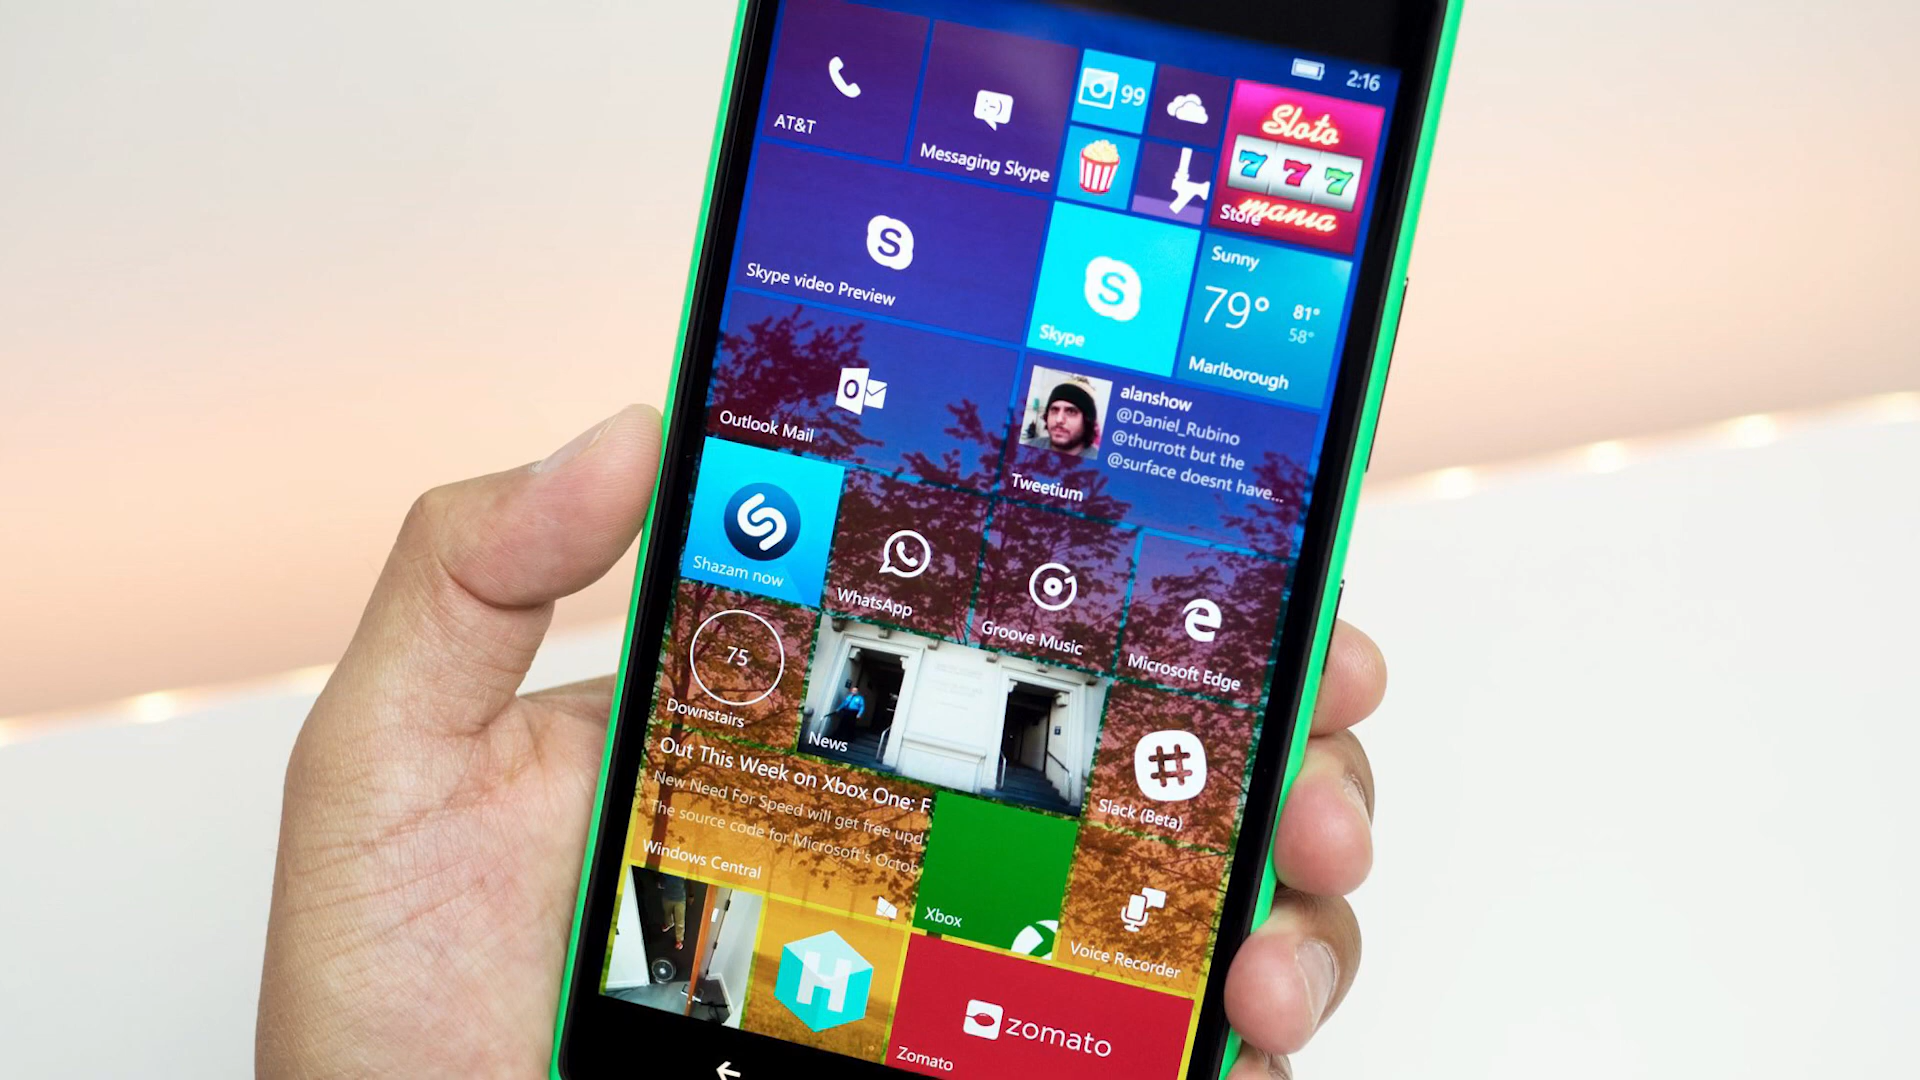 2:16
AT&T
Messaging Skype
99
Sloto
7 7 7
mania
Store
Skype video Preview
S
S
Skype
Sunny
79°
81°
58°
Marlborough
O
Outlook Mail
alanshow
@Daniel_Rubino
@thurrott but the
@surface doesnt have...
Tweetium
Shazam now
WhatsApp
Groove Music
Microsoft Edge
75
Downstairs
News
Slack (Beta)
Out This Week on Xbox One: F
New Need For Speed will get free upd
The source code for Microsoft's Octob
Windows Central
Xbox
Voice Recorder
H
zomato
Zomato